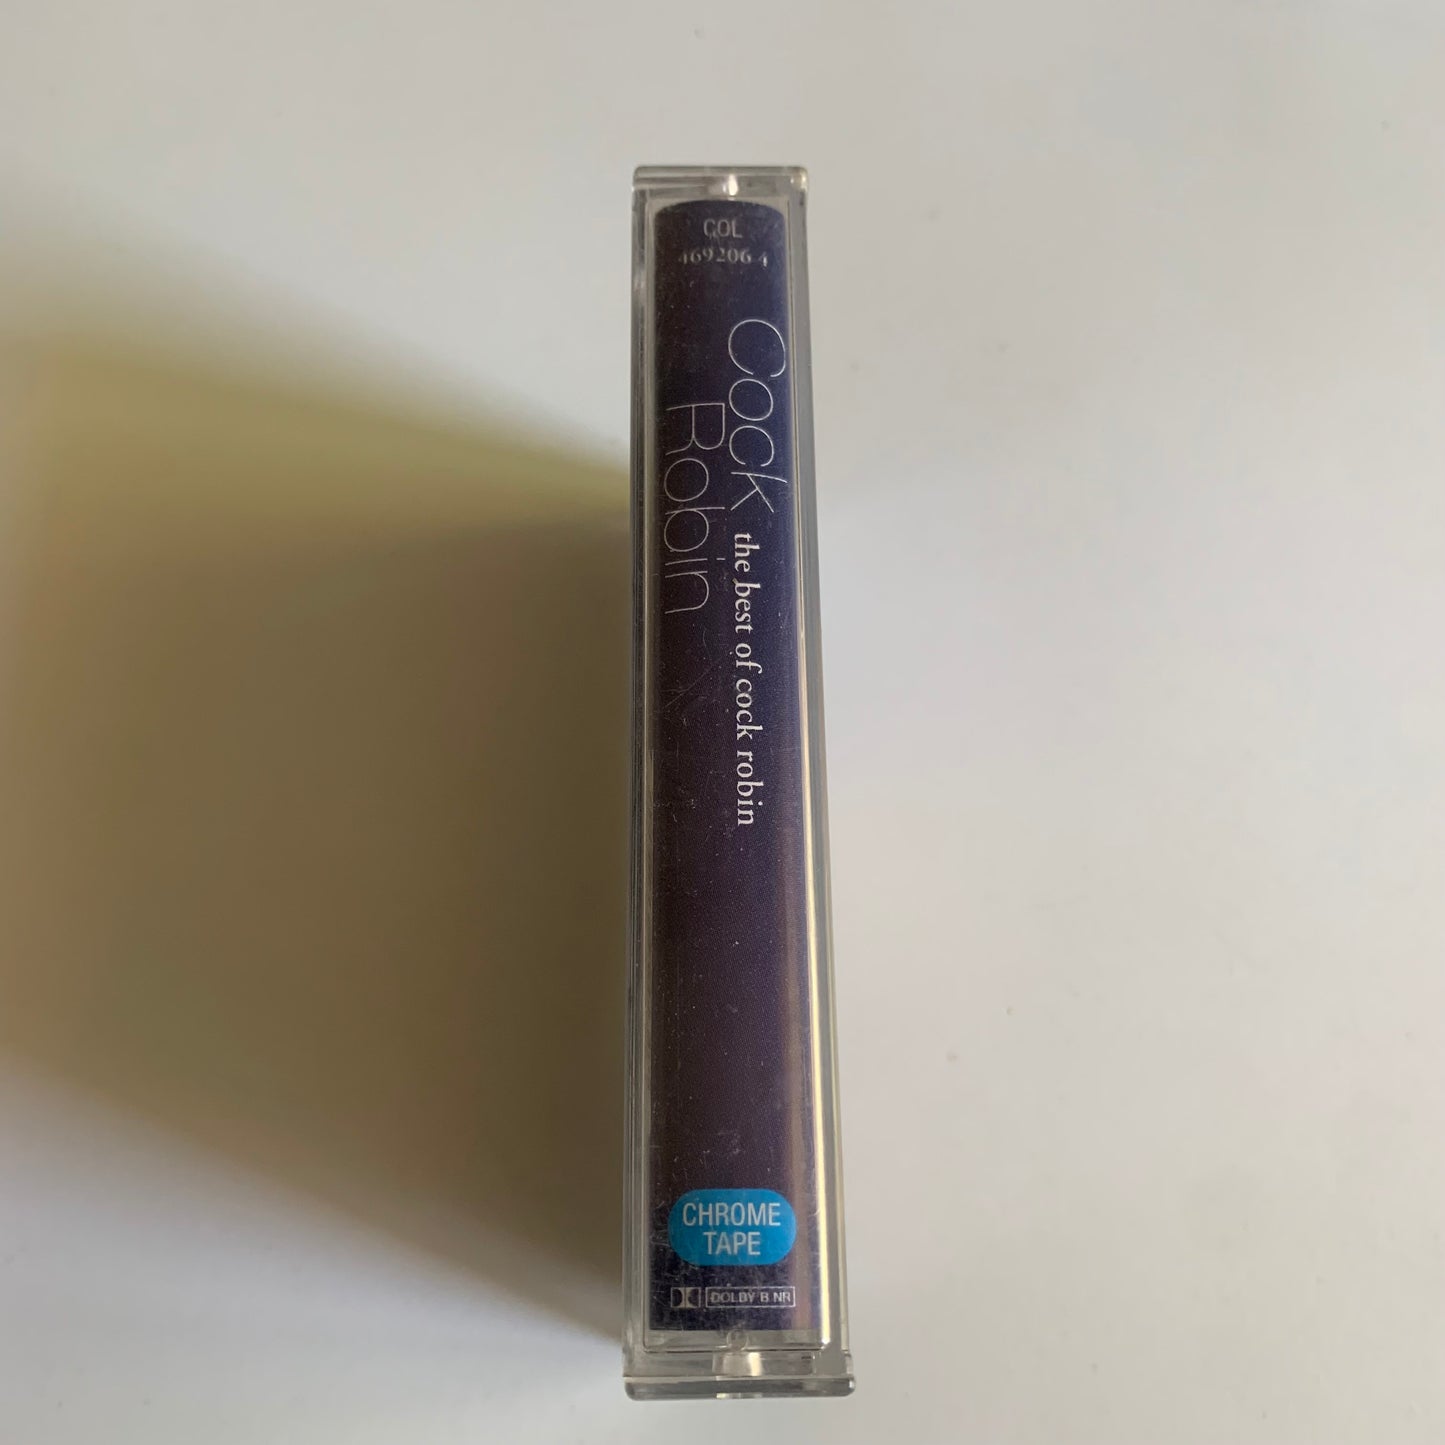 COL
469206 4
Cock
Robin
the best of cock robin
CHROME
TAPE
DOLBY B NR